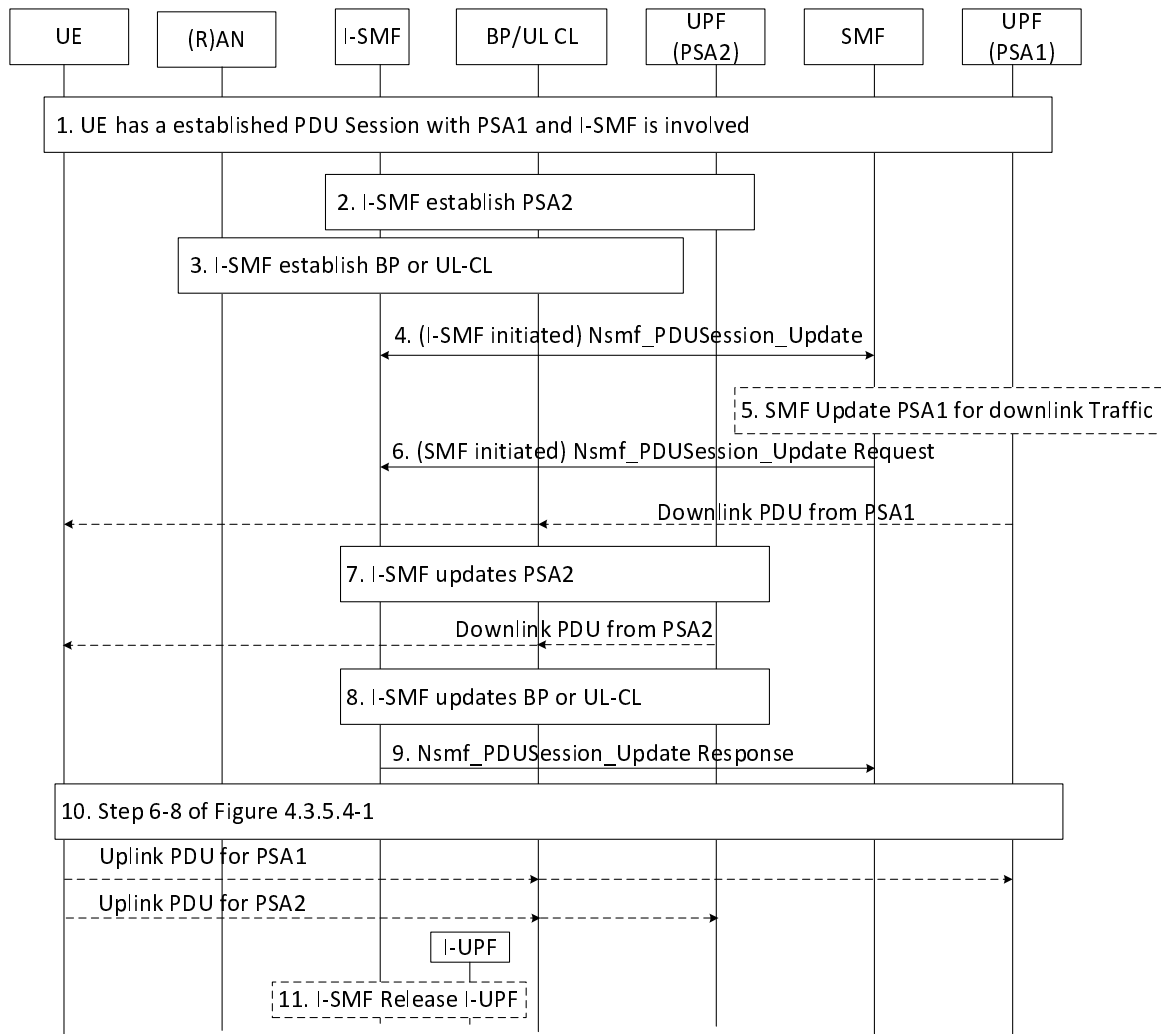 UE
(R)AN
I-SMF
BP/UL CL
UPF
(PSA2)
SMF
UPF
(PSA1)
1. UE has a established PDU Session with PSA1 and I-SMF is involved
2. I-SMF establish PSA2
3. I-SMF establish BP or UL-CL
4. (I-SMF initiated) Nsmf_PDUSession_Update
5. SMF Update PSA1 for downlink Traffic
6. (SMF initiated) Nsmf_PDUSession_Update Request
Downlink PDU from PSA1
7. I-SMF updates PSA2
Downlink PDU from PSA2
8. I-SMF updates BP or UL-CL
9. Nsmf_PDUSession_Update Response
10. Step 6-8 of Figure 4.3.5.4-1
Uplink PDU for PSA1
Uplink PDU for PSA2
I-UPF
11. I-SMF Release I-UPF